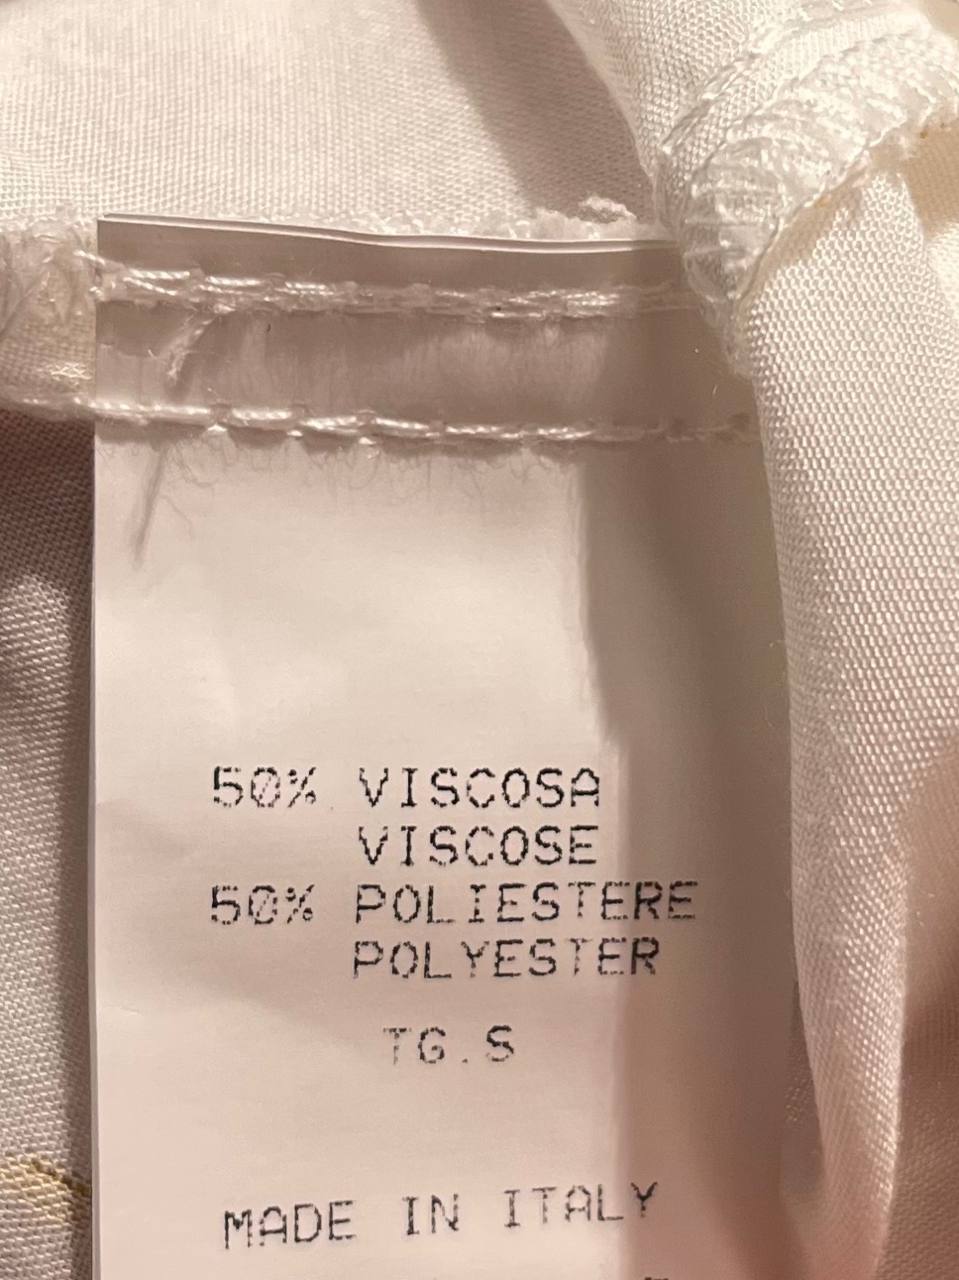 50% VISCOSA
VISCOSE
50% POLIESTERE
POLYESTER
TG.S
MADE IN ITALY